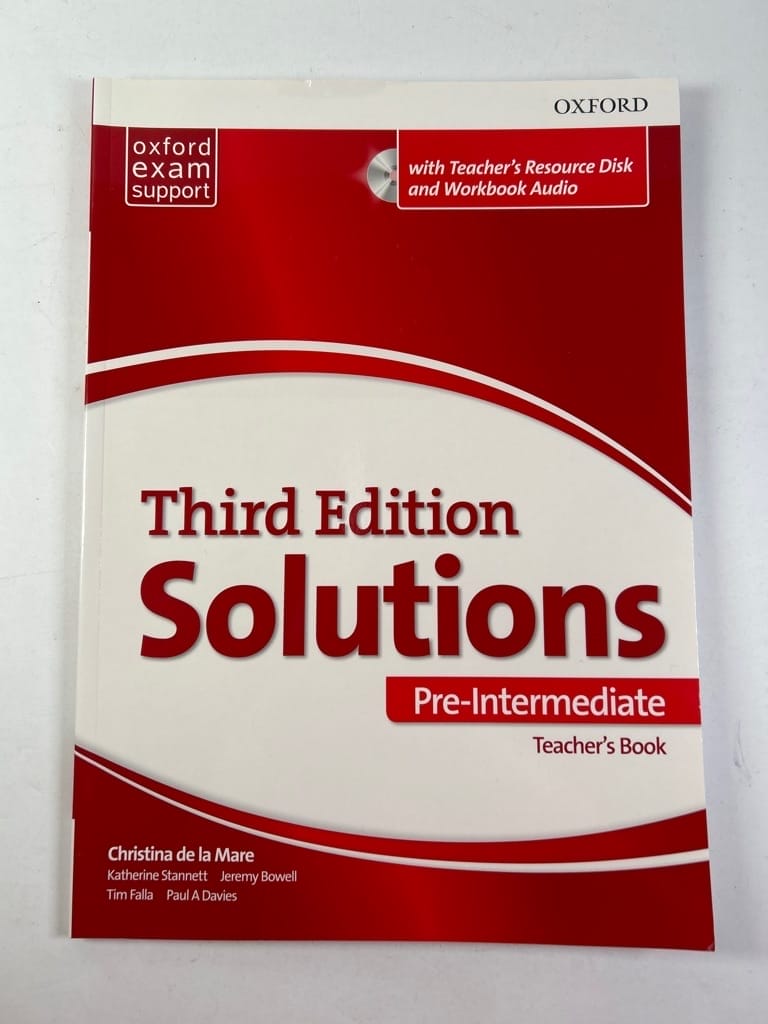 OXFORD
oxford
exam
support
with Teacher's Resource Disk
and Workbook Audio
Third Edition
Solutions
Pre-Intermediate
Teacher's Book
Christina de la Mare
Katherine Stannett Jeremy Bowell
Tim Falla Paul A Davies